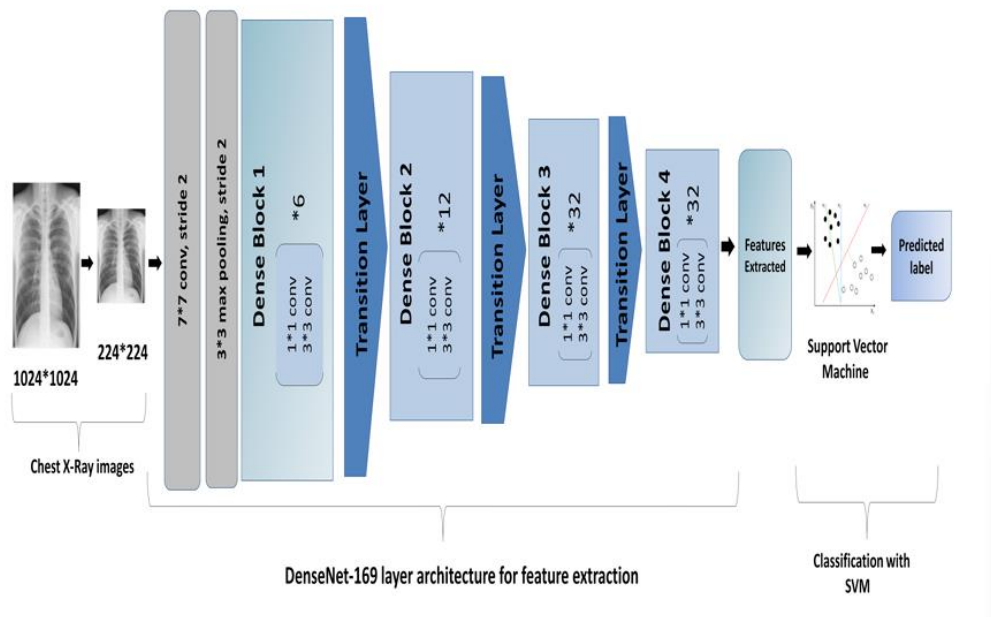 1024*1024
224*224
Chest X-Ray images
7*7 conv, stride 2
3*3 max pooling, stride 2
Dense Block 1
1*1 conv
3*3 conv
*6
Transition Layer
Dense Block 2
1*1 conv
3*3 conv
*12
Transition Layer
Dense Block 3
1*1 conv
3*3 conv
*32
Transition Layer
Dense Block 4
1*1 conv
3*3 conv
*32
Features
Extracted
Support Vector
Machine
Predicted
label
DenseNet-169 layer architecture for feature extraction
Classification with
SVM